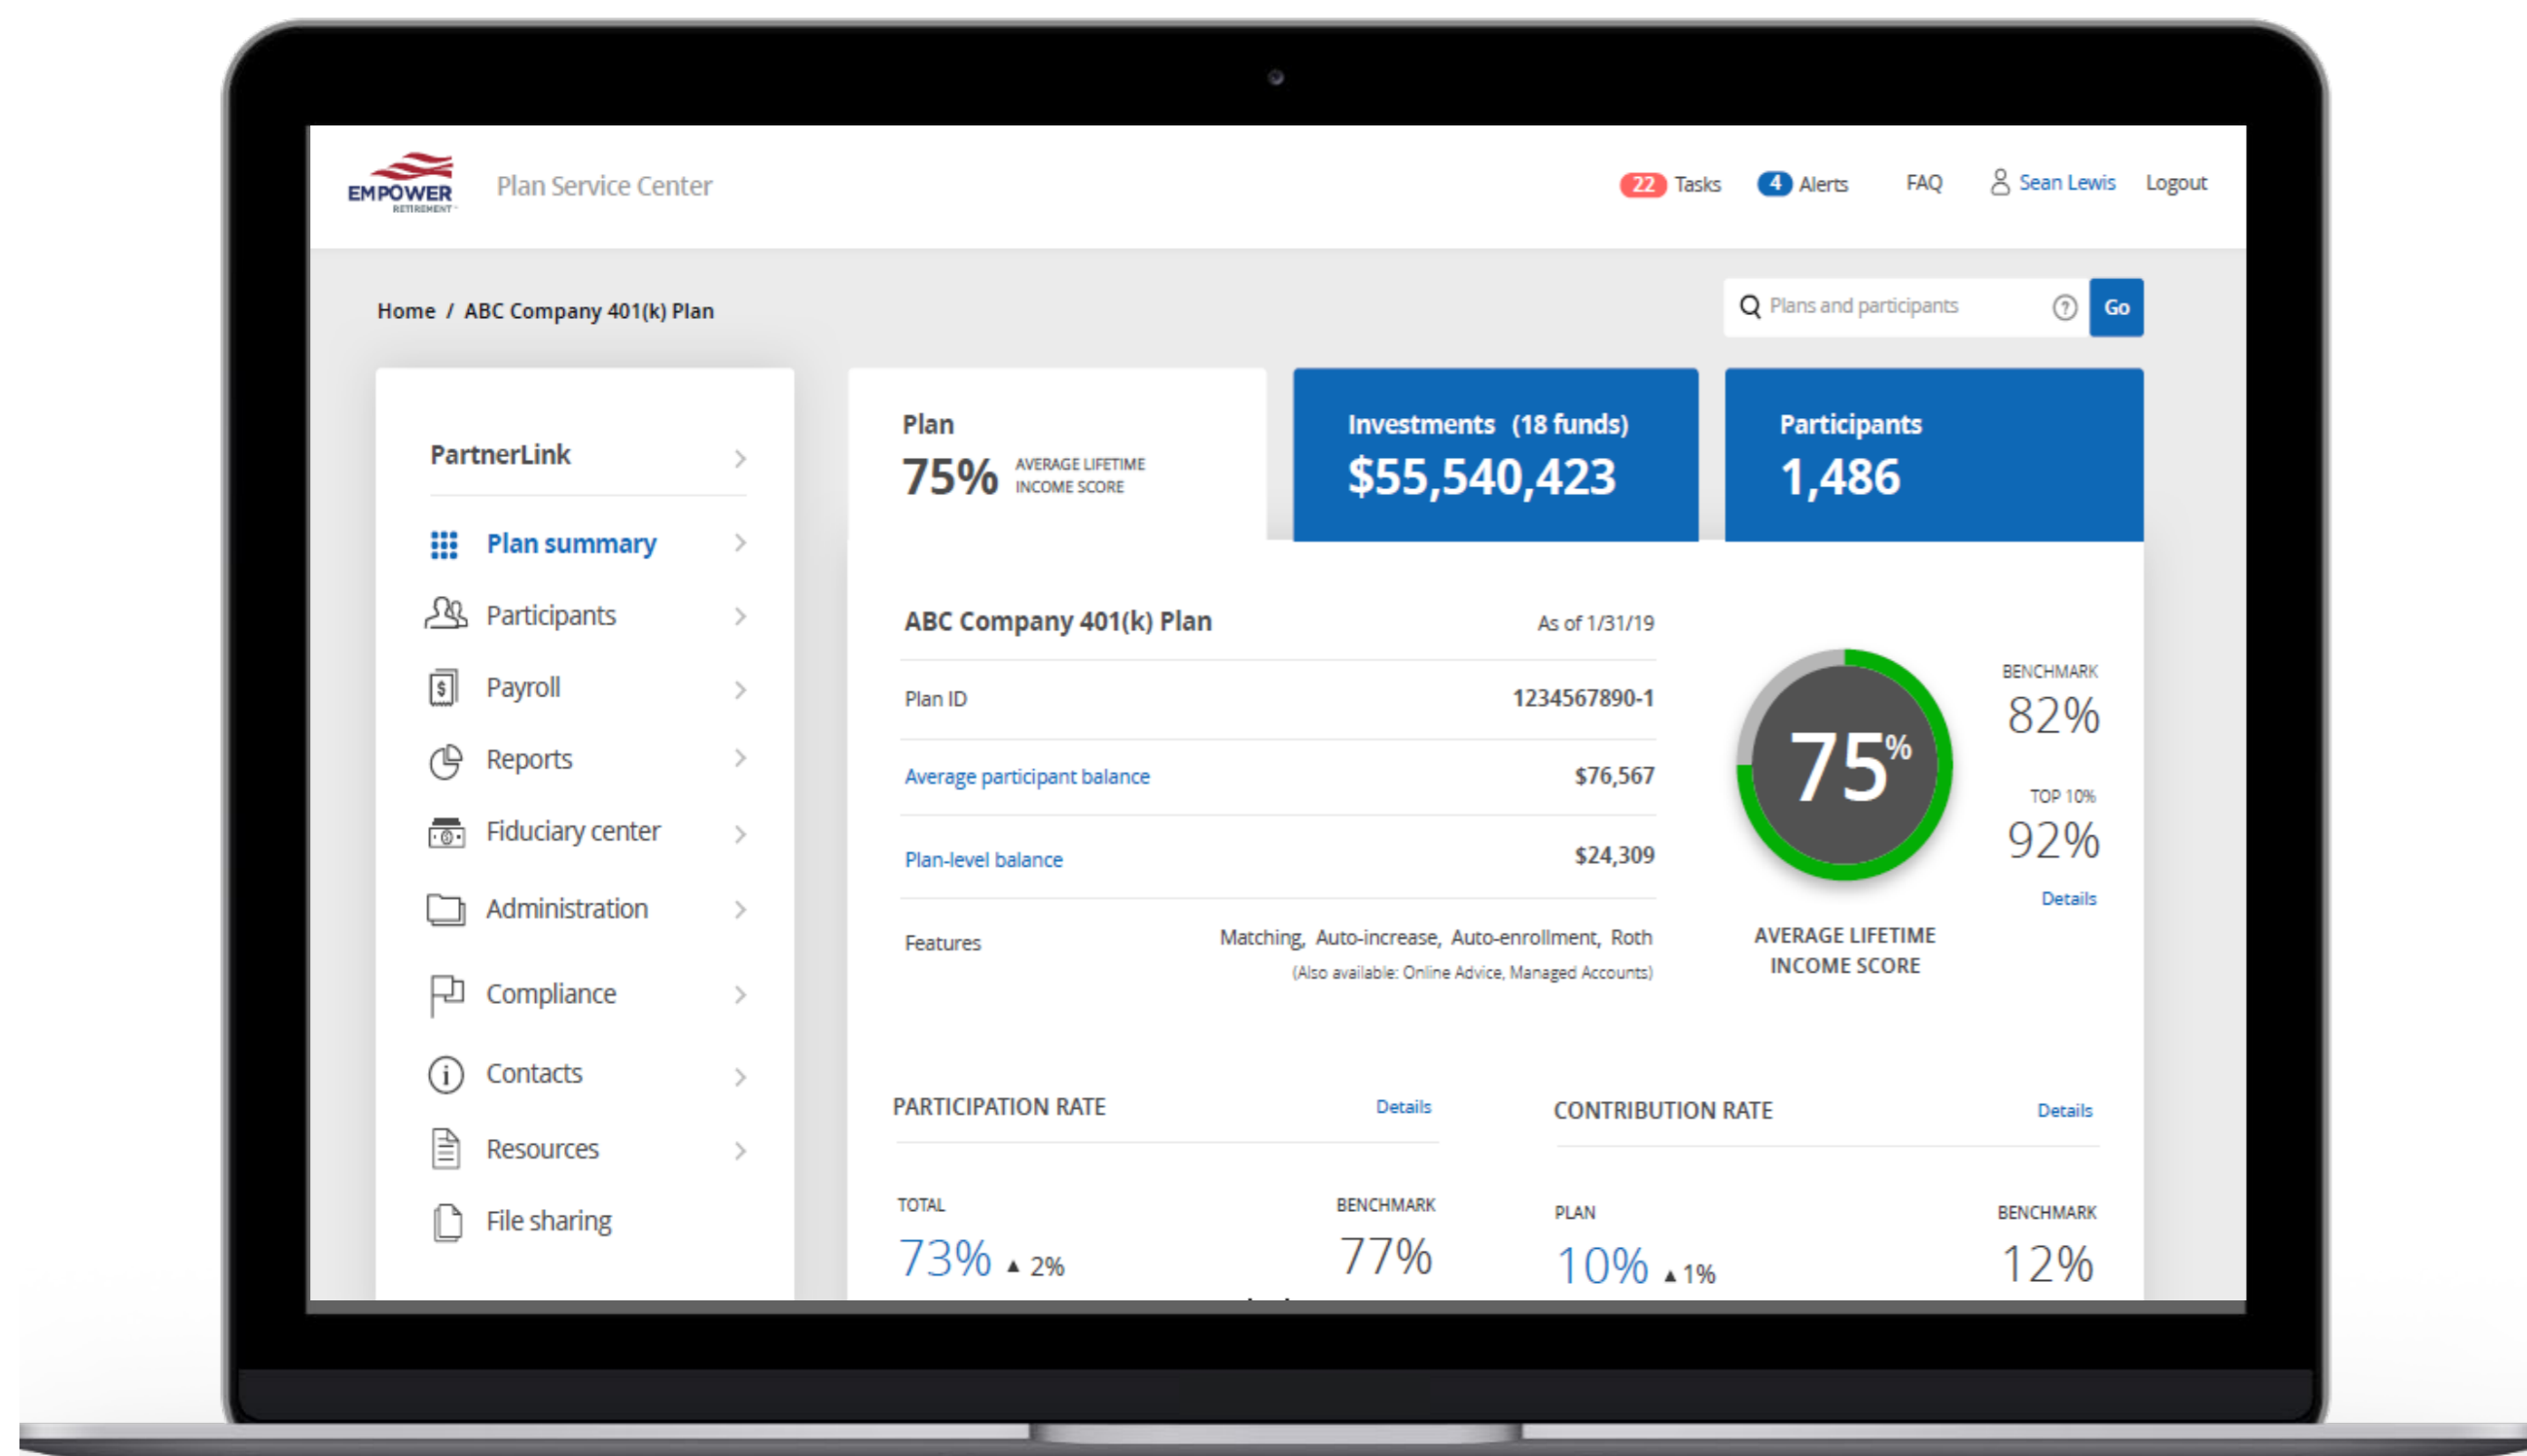 EMPOWER
RETIREMENT
Plan Service Center
22 Tasks
4 Alerts
FAQ
Sean Lewis
Logout
Home / ABC Company 401(k) Plan
Plans and participants
?
Go
PartnerLink
Plan summary
Participants
Payroll
Reports
Fiduciary center
Administration
Compliance
Contacts
Resources
File sharing
Plan
75%
AVERAGE LIFETIME
INCOME SCORE
Investments (18 funds)
$55,540,423
Participants
1,486
ABC Company 401(k) Plan As of 1/31/19
Plan ID 1234567890-1
Average participant balance $76,567
Plan-level balance $24,309
Features Matching, Auto-increase, Auto-enrollment, Roth
(Also available: Online Advice, Managed Accounts)
75%
AVERAGE LIFETIME
INCOME SCORE
BENCHMARK
82%
TOP 10%
92%
Details
PARTICIPATION RATE Details
TOTAL BENCHMARK
73% ▲ 2% 77%
CONTRIBUTION RATE Details
PLAN BENCHMARK
10% ▲ 1% 12%